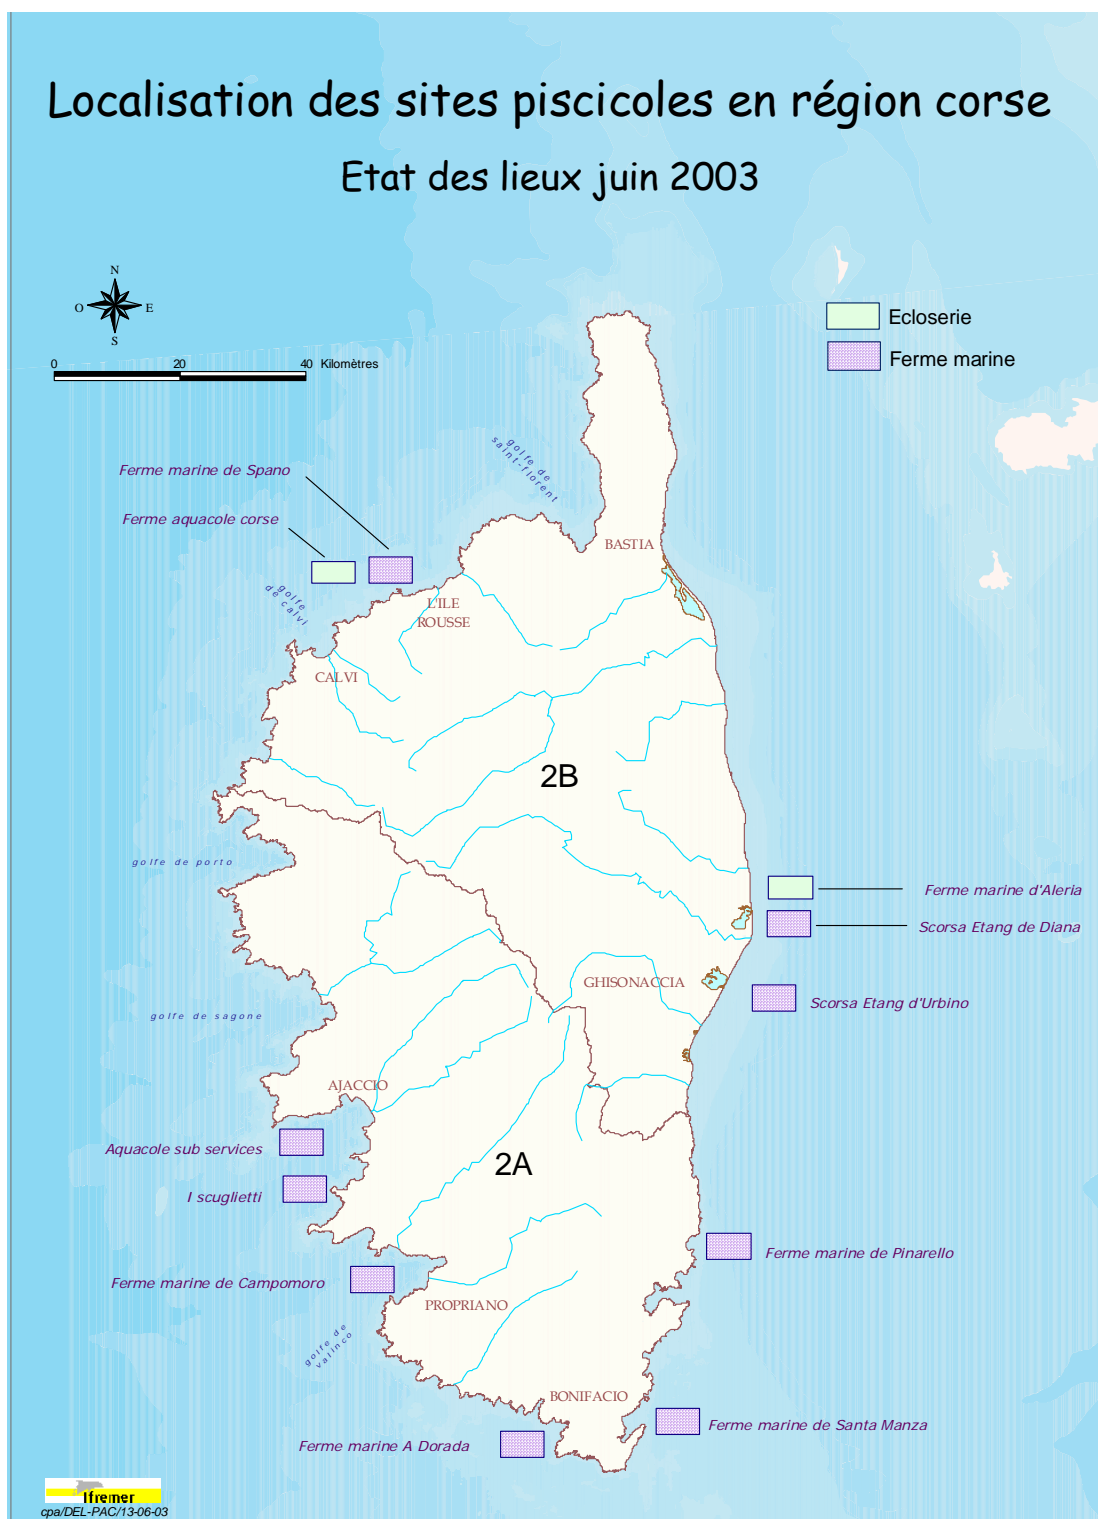 Localisation des sites piscicoles en région corse
Etat des lieux juin 2003
N
O
E
S
0
20
40 Kilomètres
Ecloserie
Ferme marine
golfe de
saint-florent
Ferme marine de Spano
Ferme aquacole corse
BASTIA
golfe
de calvi
L'ILE
ROUSSE
CALVI
2B
golfe de porto
Ferme marine d'Aleria
Scorsa Etang de Diana
GHISONACCIA
Scorsa Etang d'Urbino
golfe de sagone
AJACCIO
Aquacole sub services
2A
I scuglietti
Ferme marine de Pinarello
Ferme marine de Campomoro
PROPRIANO
golfe de
valinco
BONIFACIO
Ferme marine de Santa Manza
Ferme marine A Dorada
Ifremer
cpa/DEL-PAC/13-06-03